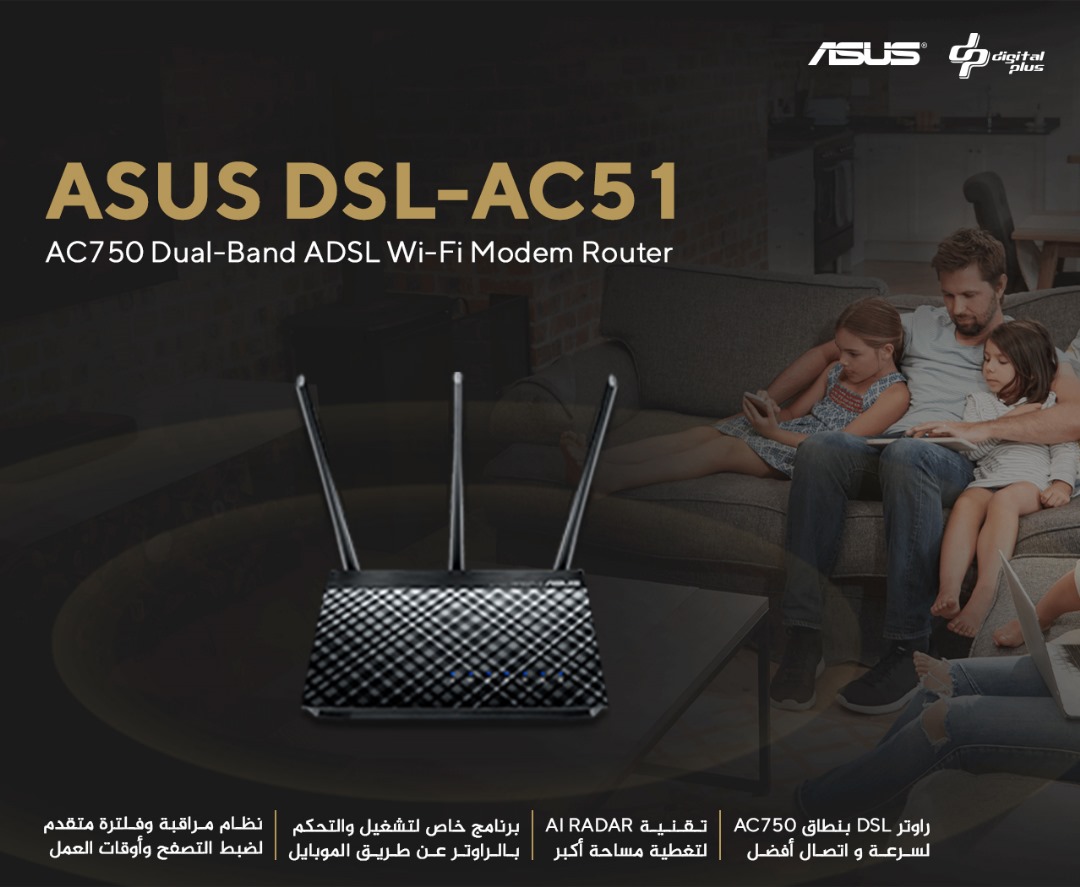 ASUS
digital
plus
ASUS DSL-AC51
AC750 Dual-Band ADSL Wi-Fi Modem Router
ASUS
راوتر DSL بنطاق AC750
لسرعة و اتصال أفضل
تقنية AI RADAR
لتغطية مساحة أكبر
برنامج خاص لتشغيل والتحكم
بالراوتر عن طريق الموبايل
نظام مراقبة وفلترة متقدم
لضبط التصفح وأوقات العمل